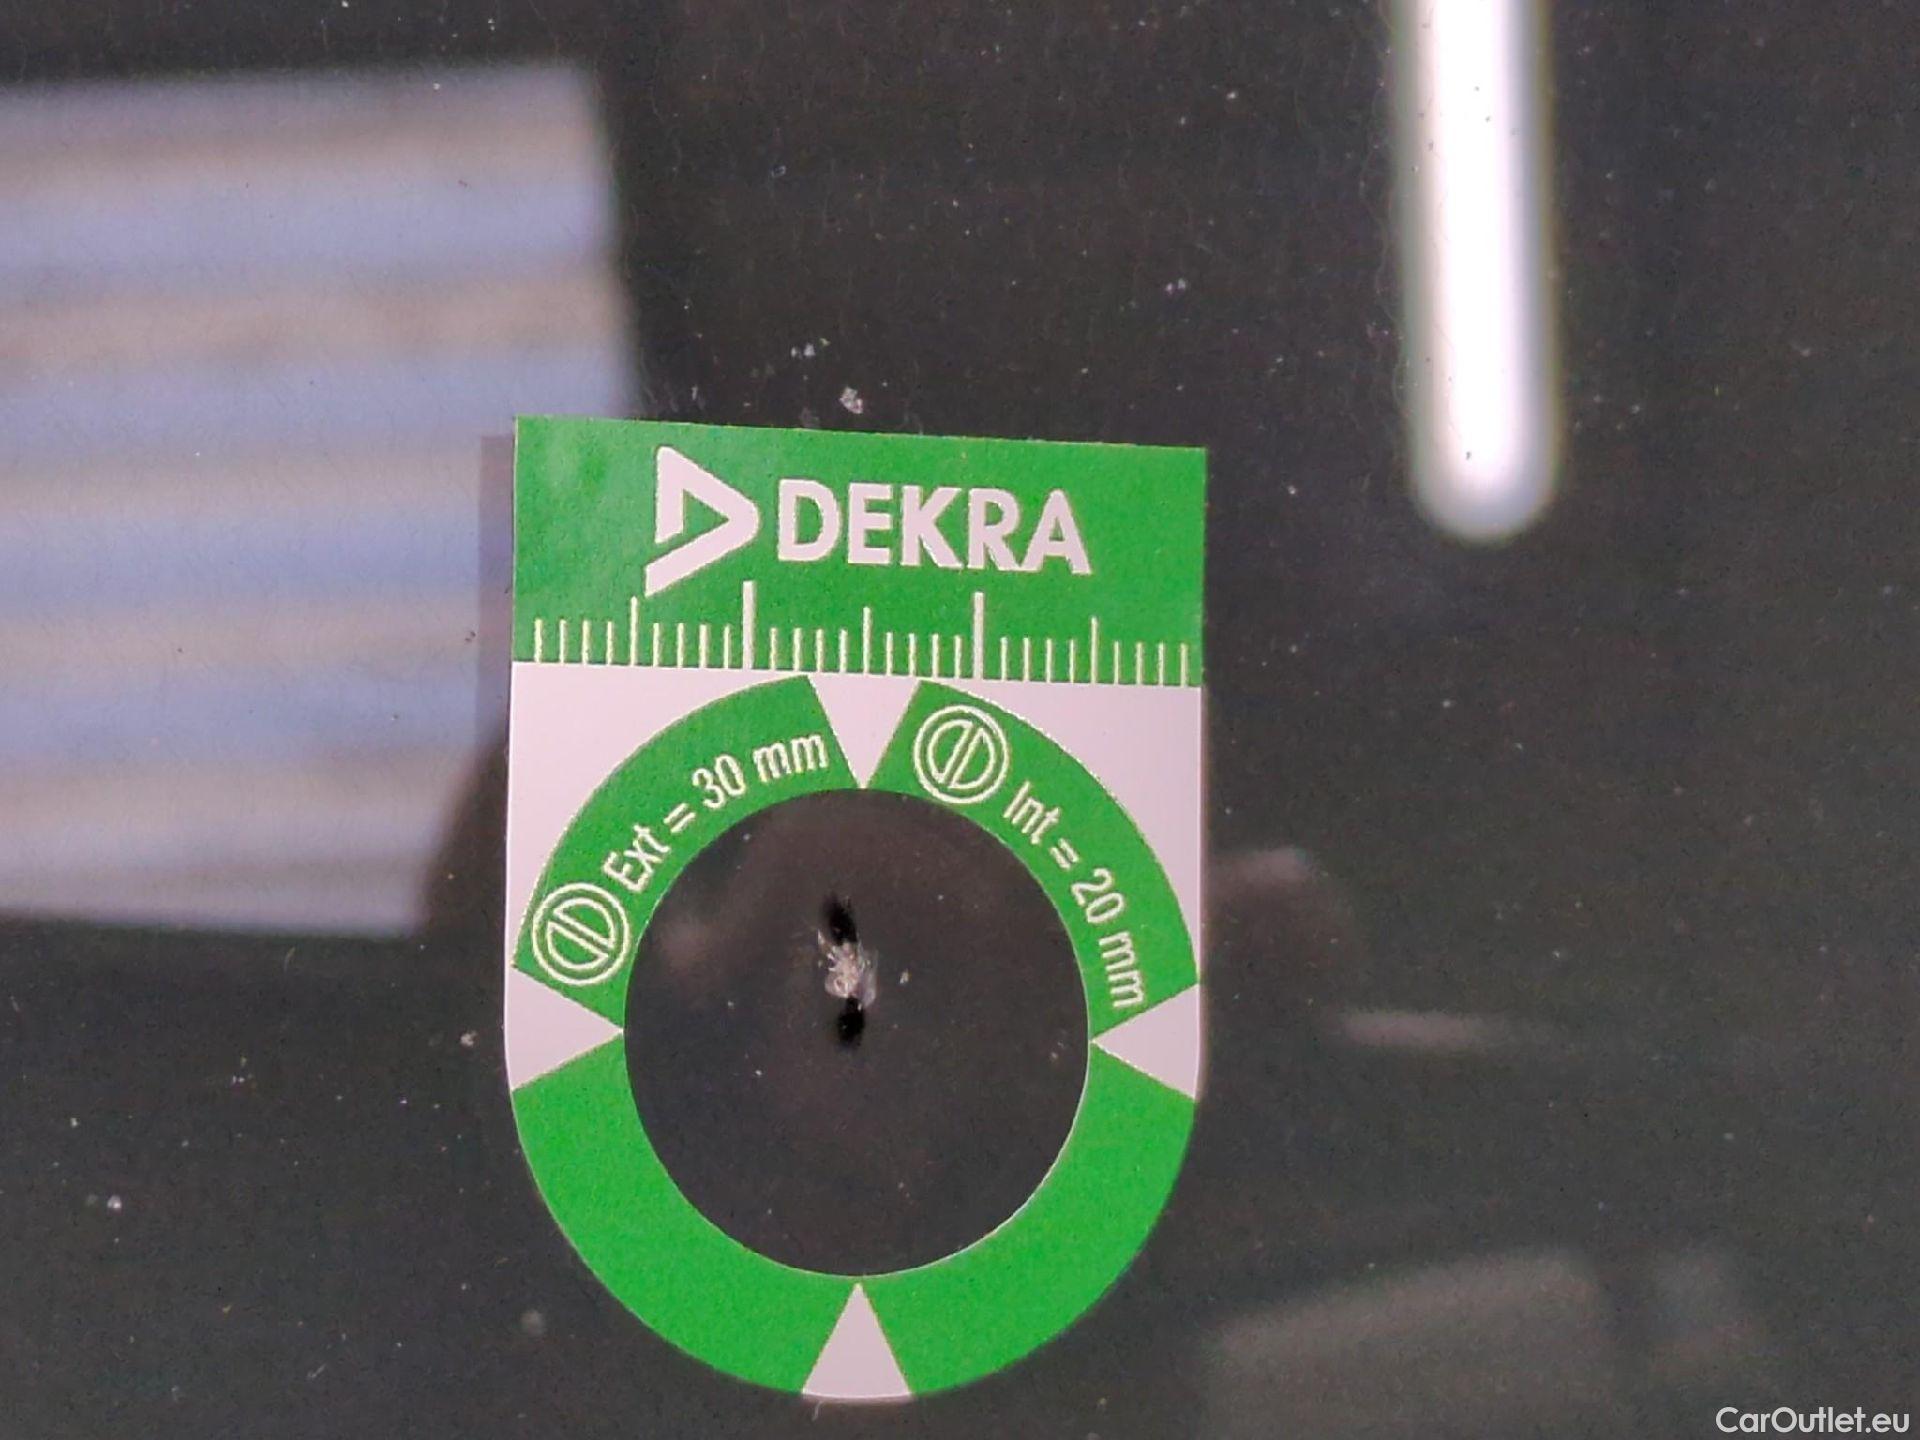 DEKRA
Ext = 30 mm
Int = 20 mm
CarOutlet.eu